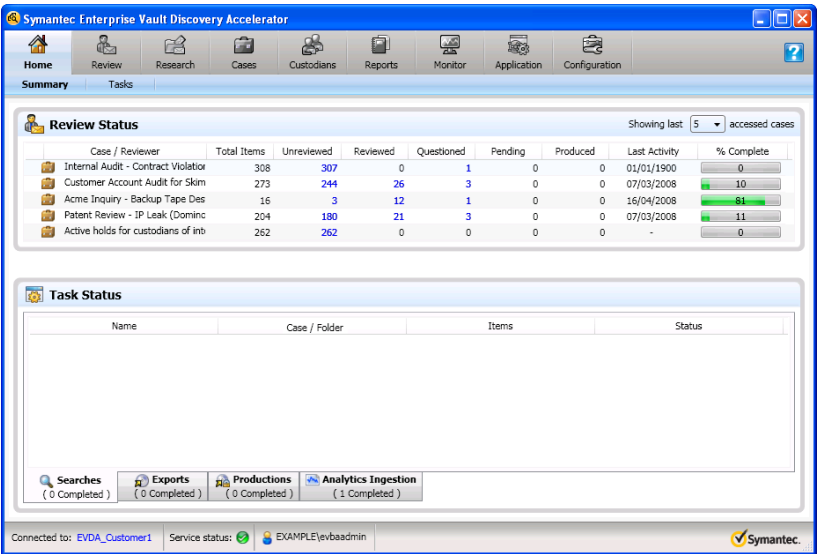 Symantec Enterprise Vault Discovery Accelerator
Home Review Research Cases Custodians Reports Monitor Application Configuration ?
Summary Tasks
Review Status Showing last 5 accessed cases
Case / Reviewer Total Items Unreviewed Reviewed Questioned Pending Produced Last Activity % Complete
Internal Audit - Contract Violation 308 307 0 1 0 0 01/01/1900 0
Customer Account Audit for Skim 273 244 26 3 0 0 07/03/2008 10
Acme Inquiry - Backup Tape Des 16 3 12 1 0 0 16/04/2008 81
Patent Review - IP Leak (Domino 204 180 21 3 0 0 07/03/2008 11
Active holds for custodians of int 262 262 0 0 0 0 - 0
Task Status
Name Case / Folder Items Status
Searches Exports Productions Analytics Ingestion
( 0 Completed ) ( 0 Completed ) ( 0 Completed ) ( 1 Completed )
Connected to: EVDA_Customer1 Service status: EXAMPLE\evbaadmin Symantec.